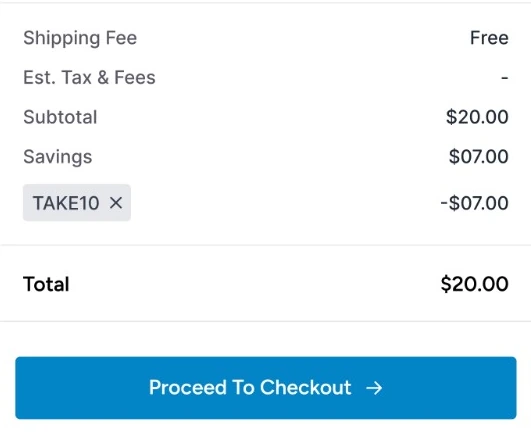 Shipping Fee Free
Est. Tax & Fees -
Subtotal $20.00
Savings $07.00
TAKE10 × -$07.00
Total $20.00
Proceed To Checkout →